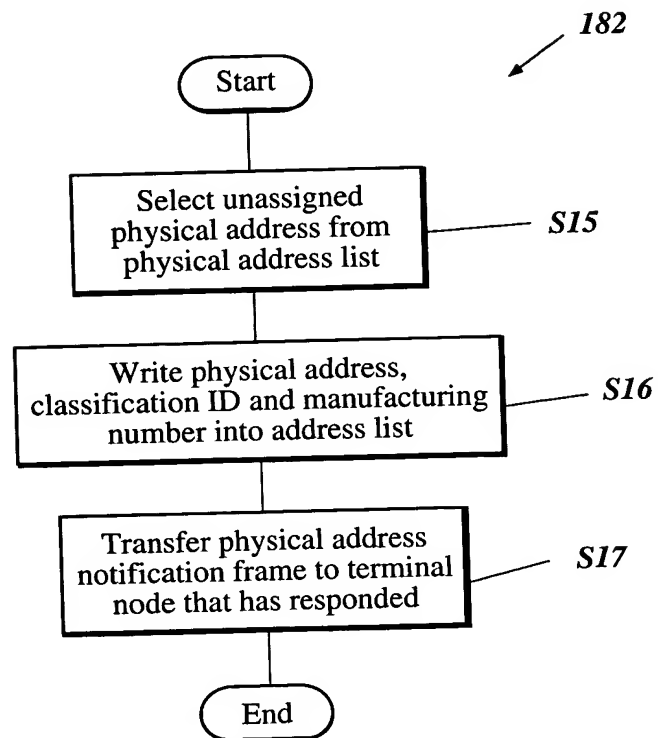 182
Start
Select unassigned
physical address from
physical address list
S15
Write physical address,
classification ID and manufacturing
number into address list
S16
Transfer physical address
notification frame to terminal
node that has responded
S17
End